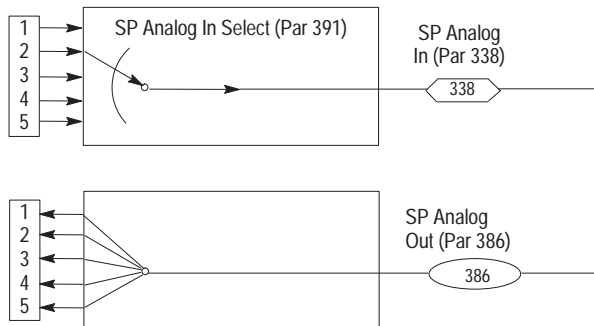 1
2
3
4
5
SP Analog In Select (Par 391)
SP Analog
In (Par 338)
338
1
2
3
4
5
SP Analog
Out (Par 386)
386